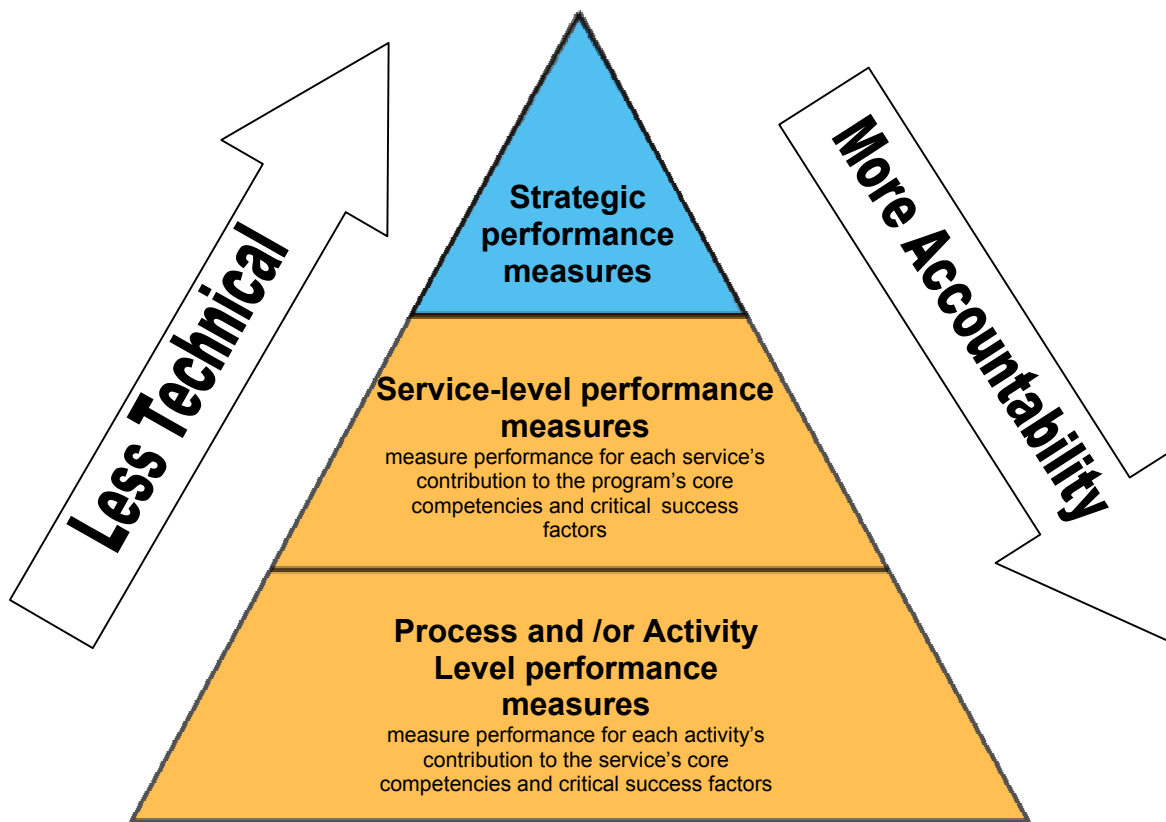 Less Technical
Strategic
performance
measures
More Accountability
Service-level performance
measures
measure performance for each service’s
contribution to the program’s core
competencies and critical success
factors
Process and /or Activity
Level performance
measures
measure performance for each activity’s
contribution to the service’s core
competencies and critical success factors